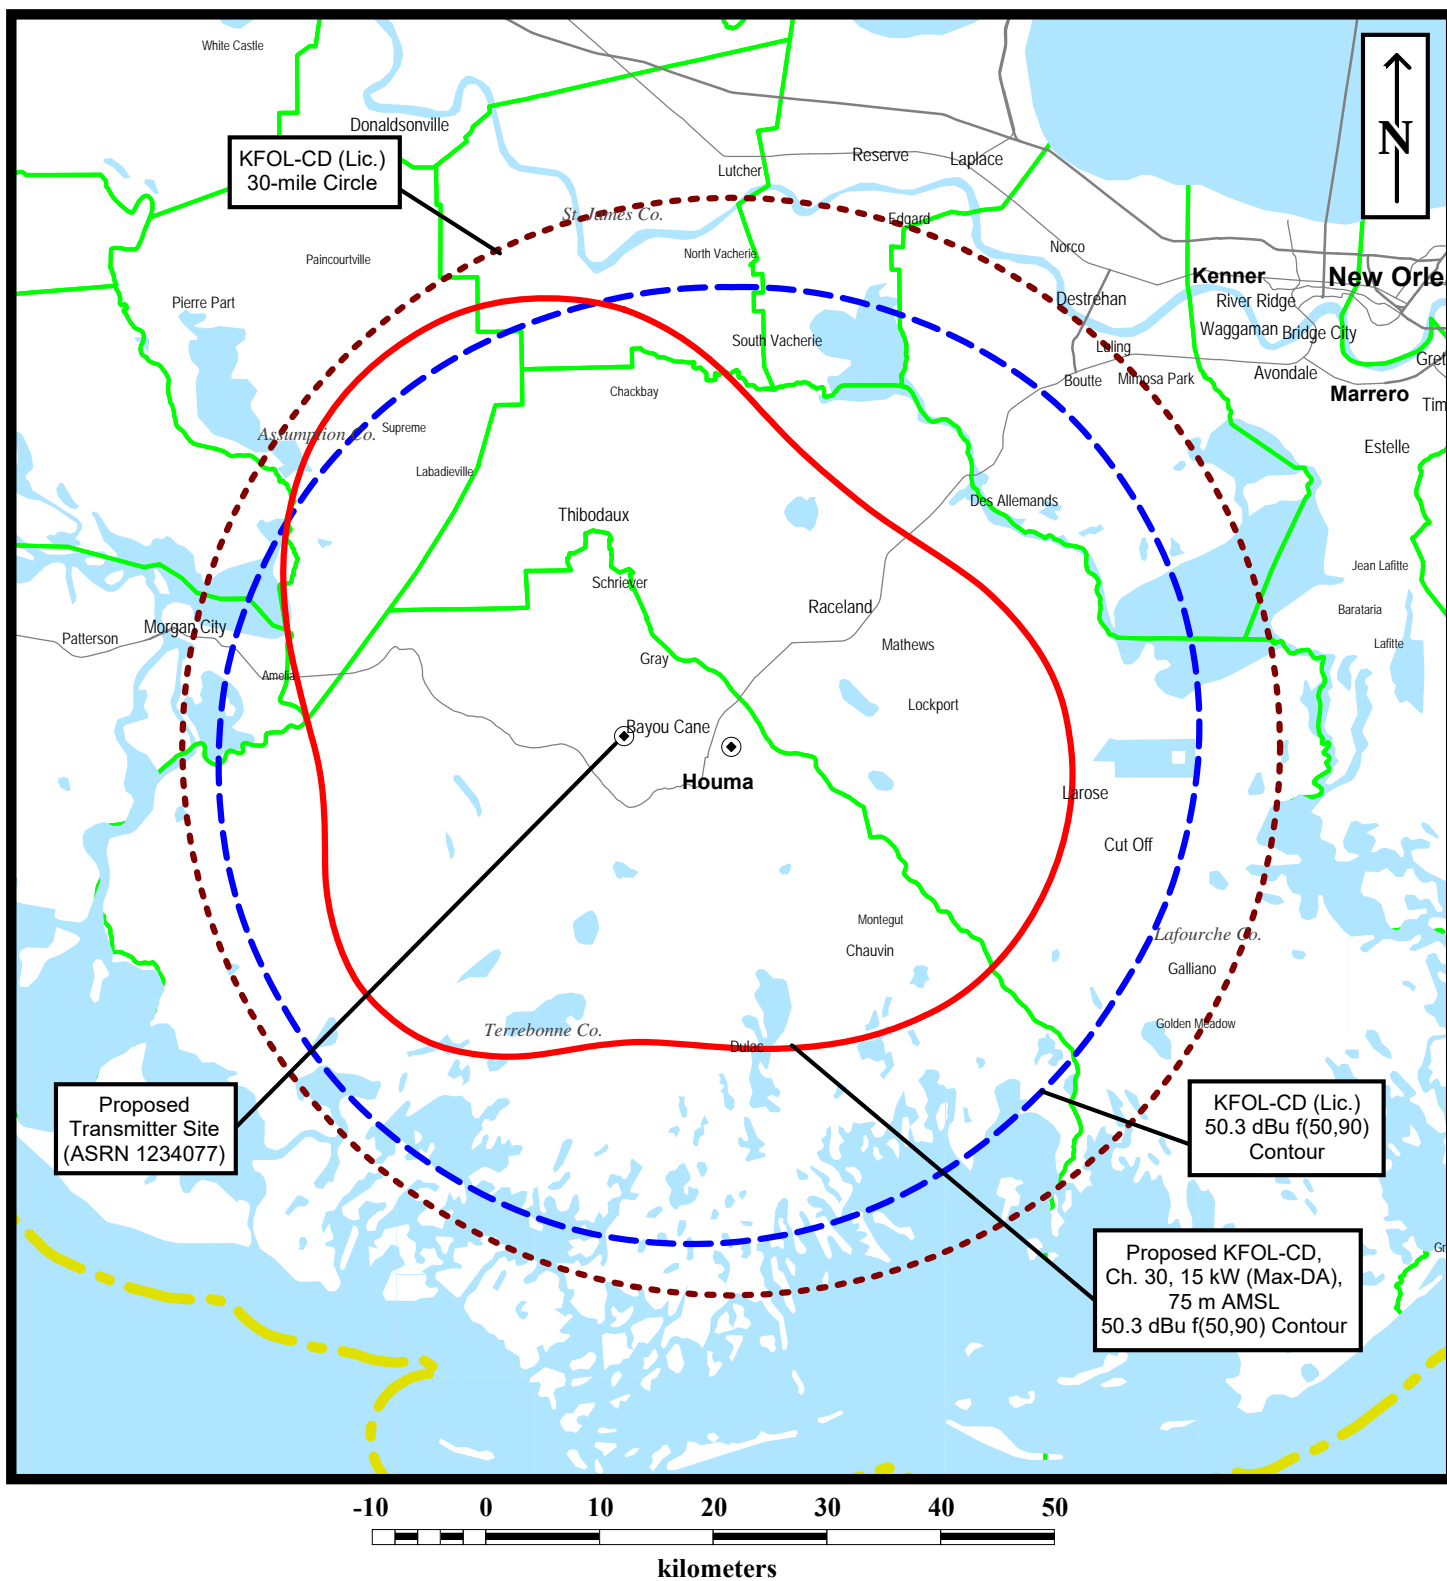 White Castle
Donaldsonville
KFOL-CD (Lic.)
30-mile Circle
Lutcher
Reserve
Laplace
N
St. James Co.
Edgard
Paincourtville
North Vacherie
Norco
Kenner
New Orle
Pierre Part
Destrehan
River Ridge
Waggaman
Bridge City
South Vacherie
Luling
Gret
Chackbay
Boutte
Mimosa Park
Avondale
Marrero
Tim
Assumption Co.
Supreme
Estelle
Labadieville
Thibodaux
Des Allemands
Schriever
Jean Lafitte
Raceland
Barataria
Patterson
Morgan City
Mathews
Lafitte
Gray
Amelia
Lockport
Bayou Cane
Houma
Larose
Cut Off
Montegut
Chauvin
Lafourche Co.
Galliano
Terrebonne Co.
Dulac
Golden Meadow
Proposed
Transmitter Site
(ASRN 1234077)
KFOL-CD (Lic.)
50.3 dBu f(50,90)
Contour
Proposed KFOL-CD,
Ch. 30, 15 kW (Max-DA),
75 m AMSL
50.3 dBu f(50,90) Contour
Gr
-10 0 10 20 30 40 50
kilometers